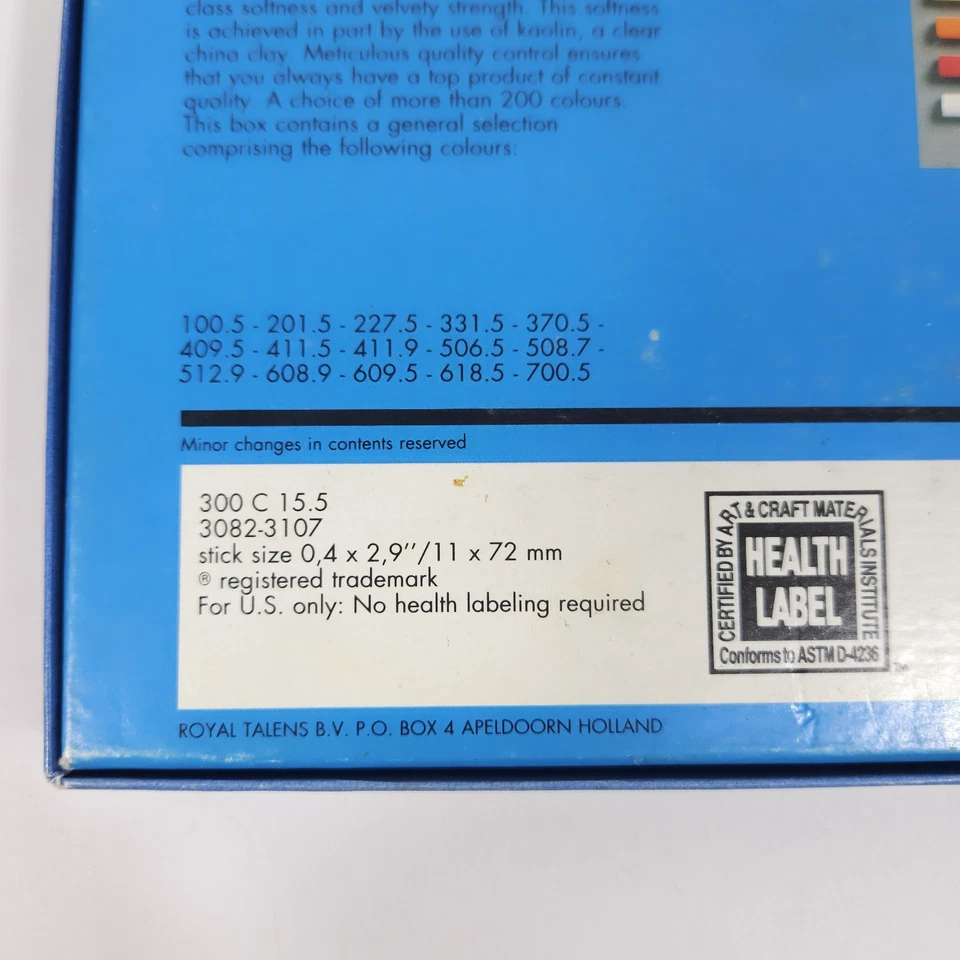 class softness and velvety strength. This softness
is achieved in part by the use of kaolin, a clear
china clay. Meticulous quality control ensures
that you always have a top product of constant
quality. A choice of more than 200 colours.
This box contains a general selection
comprising the following colours:
100.5 - 201.5 - 227.5 - 331.5 - 370.5 -
409.5 - 411.5 - 411.9 - 506.5 - 508.7 -
512.9 - 608.9 - 609.5 - 618.5 - 700.5
Minor changes in contents reserved
300 C 15.5
3082-3107
stick size 0,4 x 2,9’’/11 x 72 mm
® registered trademark
For U.S. only: No health labeling required
CERTIFIED BY ART & CRAFT MATERIALS INSTITUTE
HEALTH
LABEL
Conforms to ASTM D-4236
TM
ROYAL TALENS B.V. P.O. BOX 4 APELDOORN HOLLAND